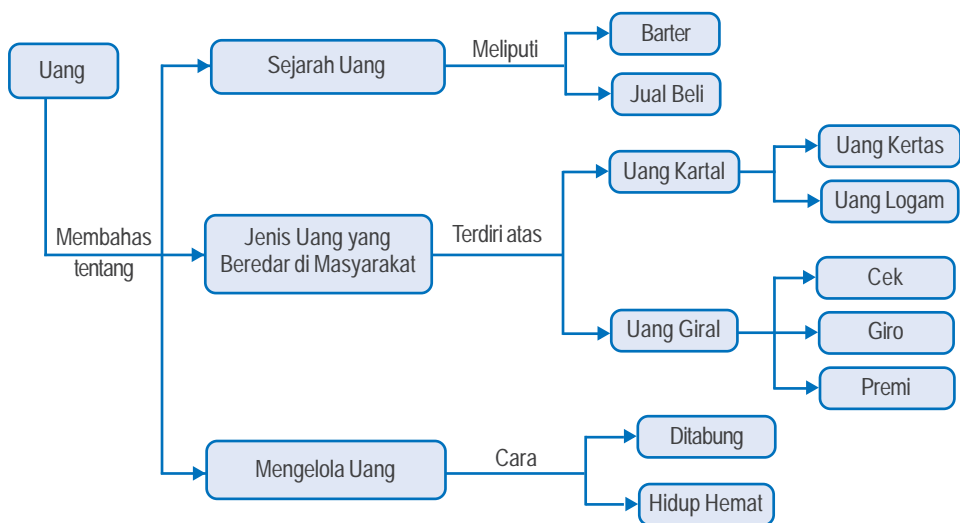 Uang
Membahas
tentang
Sejarah Uang
Meliputi
Barter
Jual Beli
Jenis Uang yang
Beredar di Masyarakat
Terdiri atas
Uang Kartal
Uang Kertas
Uang Logam
Uang Giral
Cek
Giro
Premi
Mengelola Uang
Cara
Ditabung
Hidup Hemat